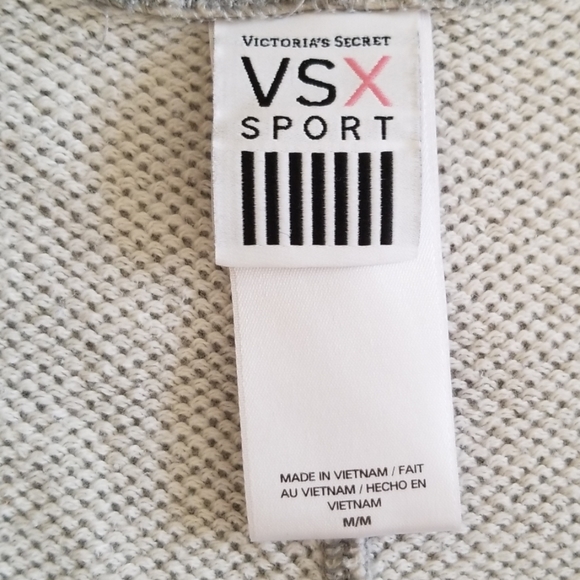 VICTORIA'S SECRET
VSX
SPORT
MADE IN VIETNAM / FAIT
AU VIETNAM / HECHO EN
VIETNAM
M/M